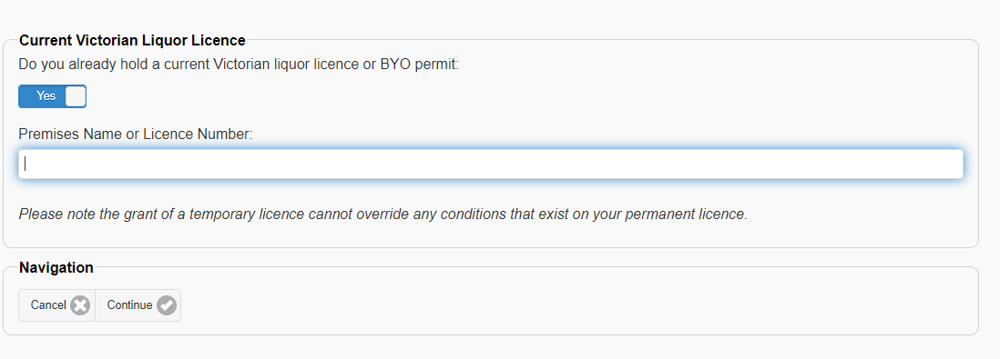 Current Victorian Liquor Licence
Do you already hold a current Victorian liquor licence or BYO permit:
Yes
Premises Name or Licence Number:
Please note the grant of a temporary licence cannot override any conditions that exist on your permanent licence.
Navigation
Cancel Continue